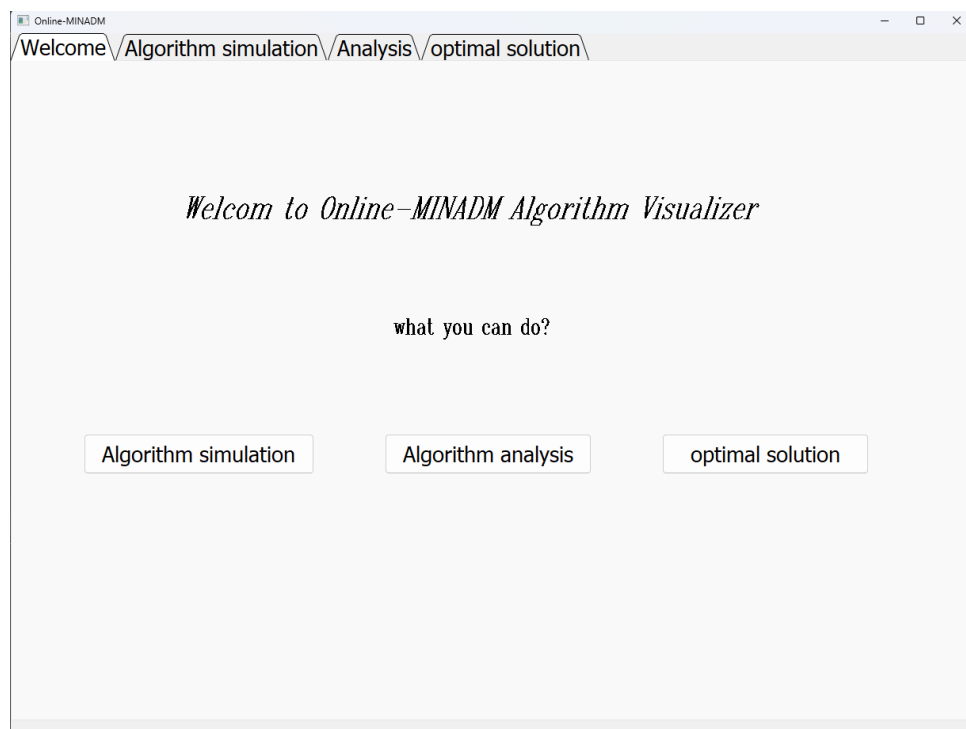 Online-MINADM
Welcome Algorithm simulation Analysis optimal solution
Welcom to Online-MINADM Algorithm Visualizer
what you can do?
Algorithm simulation Algorithm analysis optimal solution